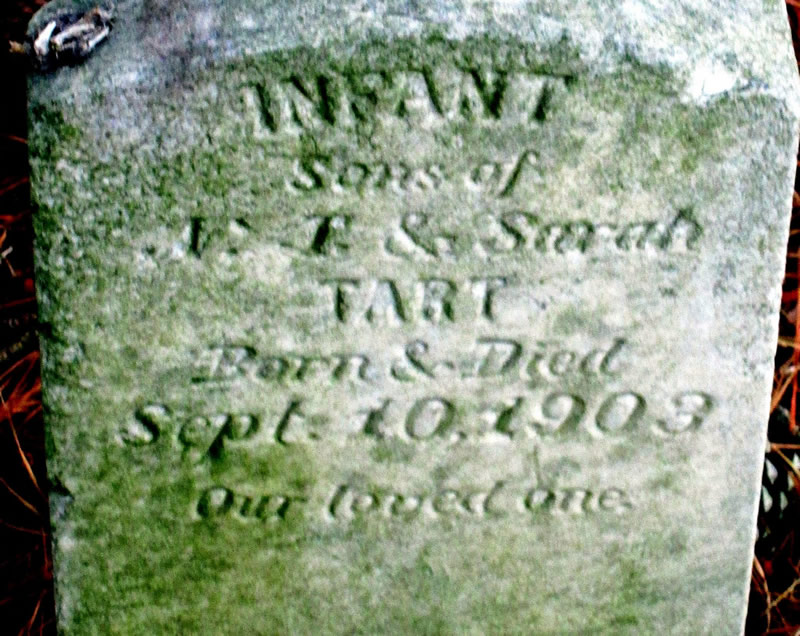 INFANT
Sons of
N. T. & Sarah
TART
Born & Died
Sept. 10, 1903
Our loved one.